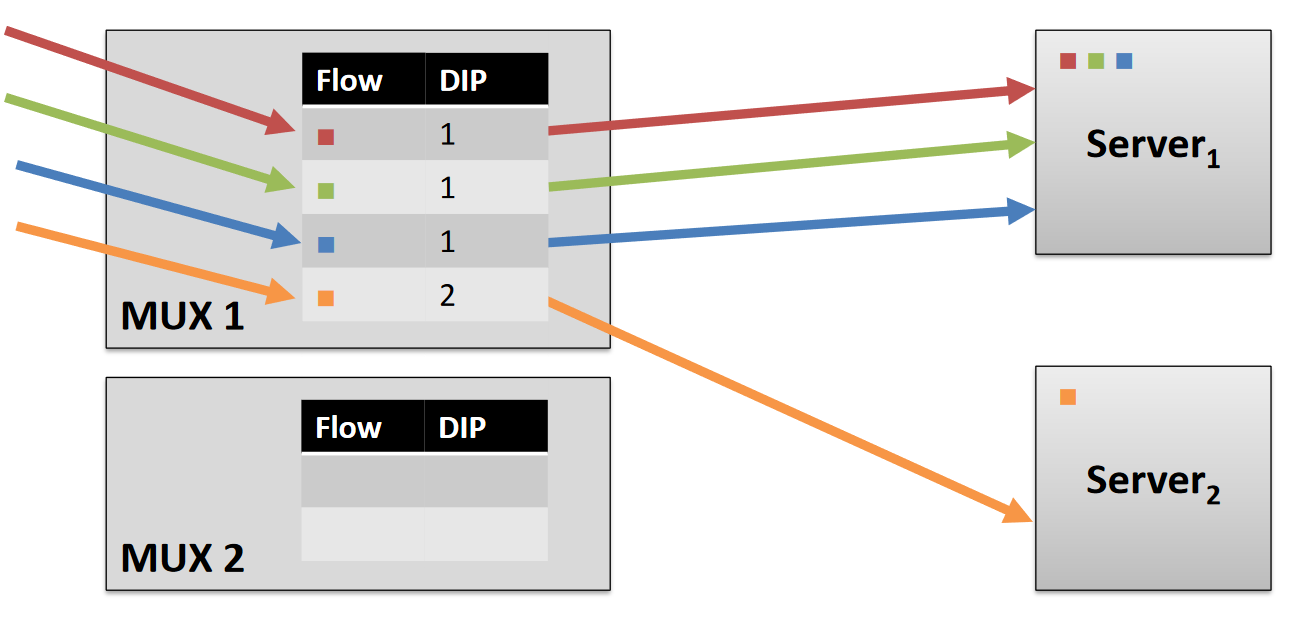 Flow DIP
1
1
1
2
MUX 1
Flow DIP
MUX 2
Server1
Server2